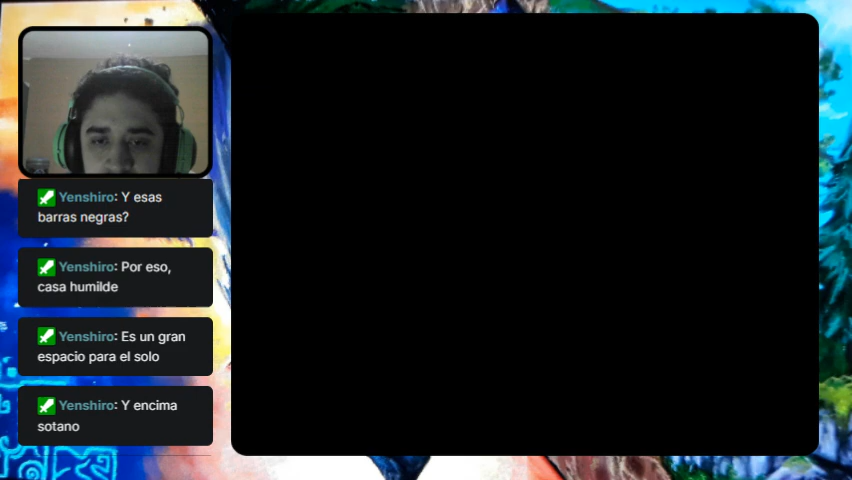 Yenshiro: Y esas
barras negras?
Yenshiro: Por eso,
casa humilde
Yenshiro: Es un gran
espacio para el solo
Yenshiro: Y encima
sotano